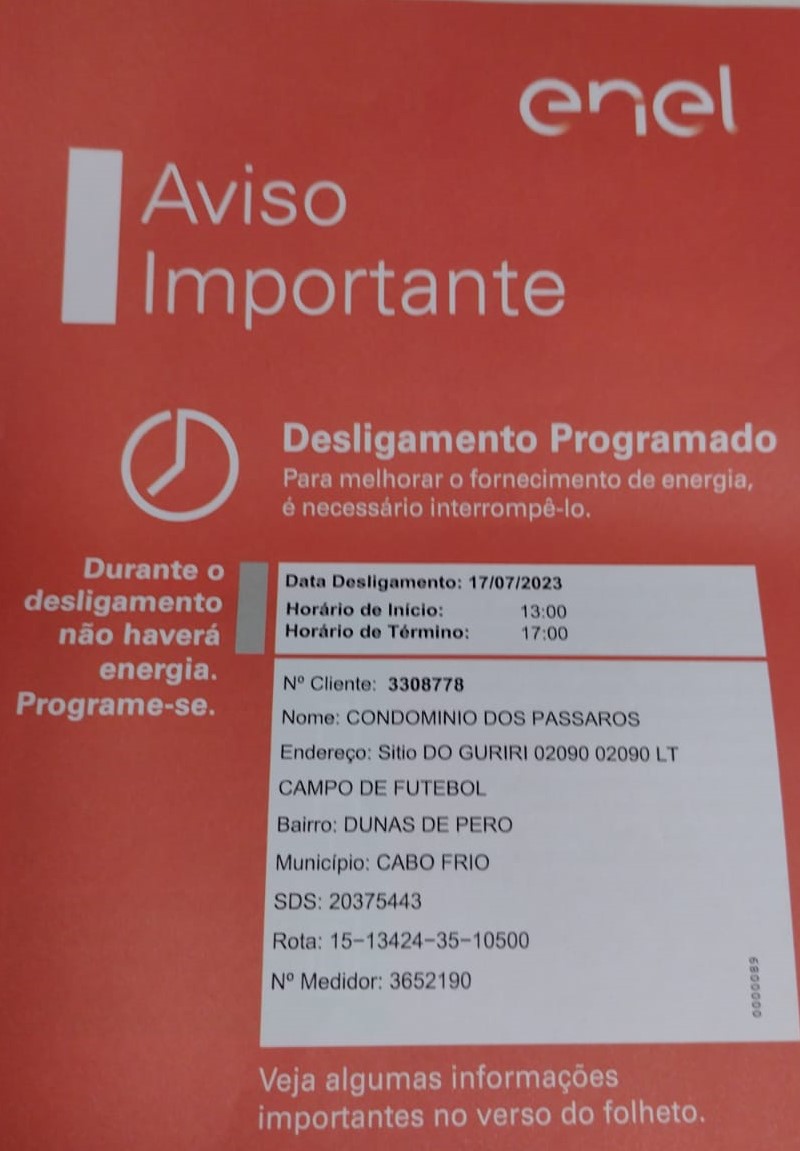 enel
Aviso
Importante
Desligamento Programado
Para melhorar o fornecimento de energia,
é necessário interrompê-lo.
Durante o
desligamento
não haverá
energia.
Programe-se.
Data Desligamento: 17/07/2023
Horário de Início: 13:00
Horário de Término: 17:00
Nº Cliente: 3308778
Nome: CONDOMINIO DOS PASSAROS
Endereço: Sitio DO GURIRI 02090 02090 LT
CAMPO DE FUTEBOL
Bairro: DUNAS DE PERO
Município: CABO FRIO
SDS: 20375443
Rota: 15-13424-35-10500
Nº Medidor: 3652190
0000089
Veja algumas informações
importantes no verso do folheto.